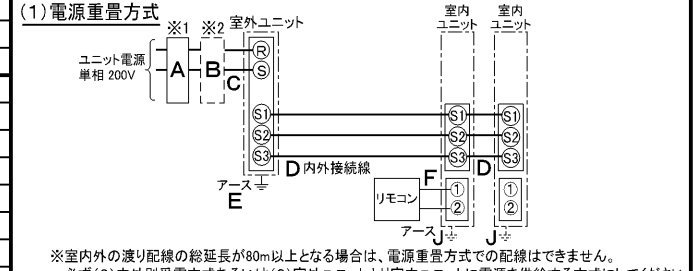 (1)電源重畳方式
※1 ※2 室外ユニット
室内
ユニット
室内
ユニット
ユニット電源
単相 200V
A
B
C
R
S
S1
S2
S3
S1
S2
S3
S1
S2
S3
D 内外接続線
D
アース
E
リモコン
F
①
②
①
②
アース
J
J
※室内外の渡り配線の総延長が80m以上となる場合は、電源重畳方式での配線はできません。